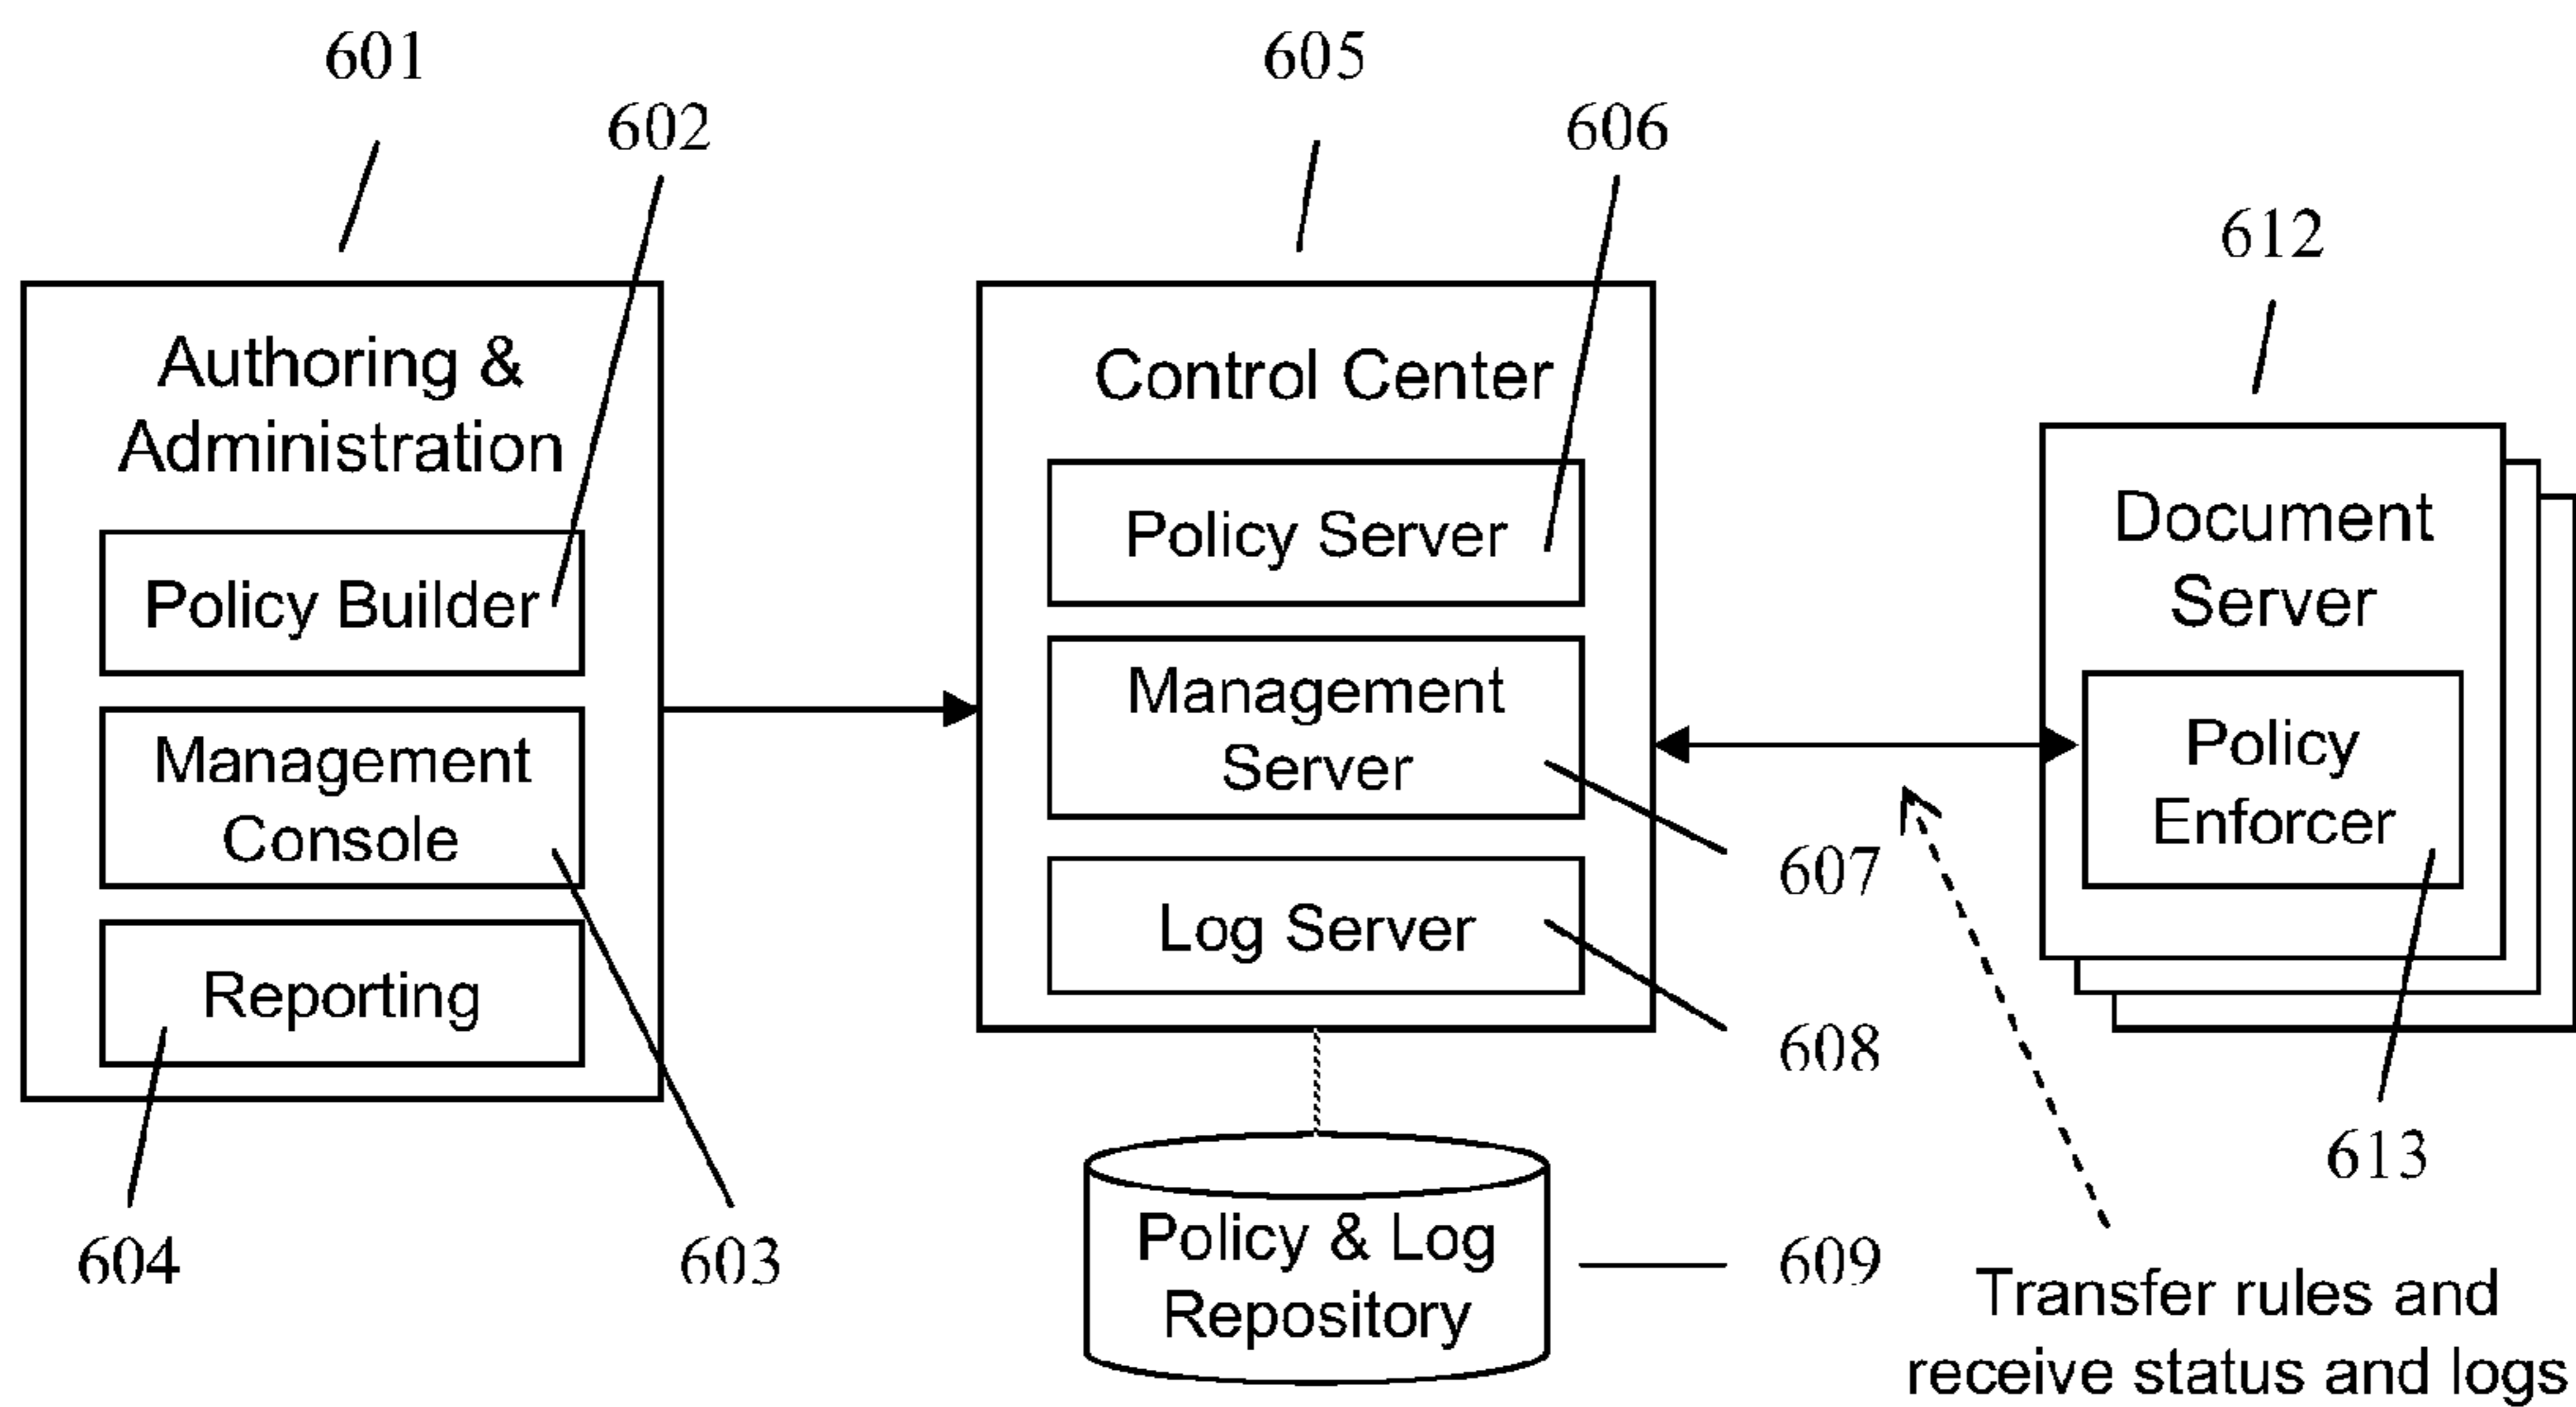 601
602
605
606
612
Authoring &
Administration
Policy Builder
Management
Console
Reporting
604
603
Control Center
Policy Server
Management
Server
Log Server
607
608
Policy & Log
Repository
609
Document
Server
Policy
Enforcer
613
Transfer rules and
receive status and logs